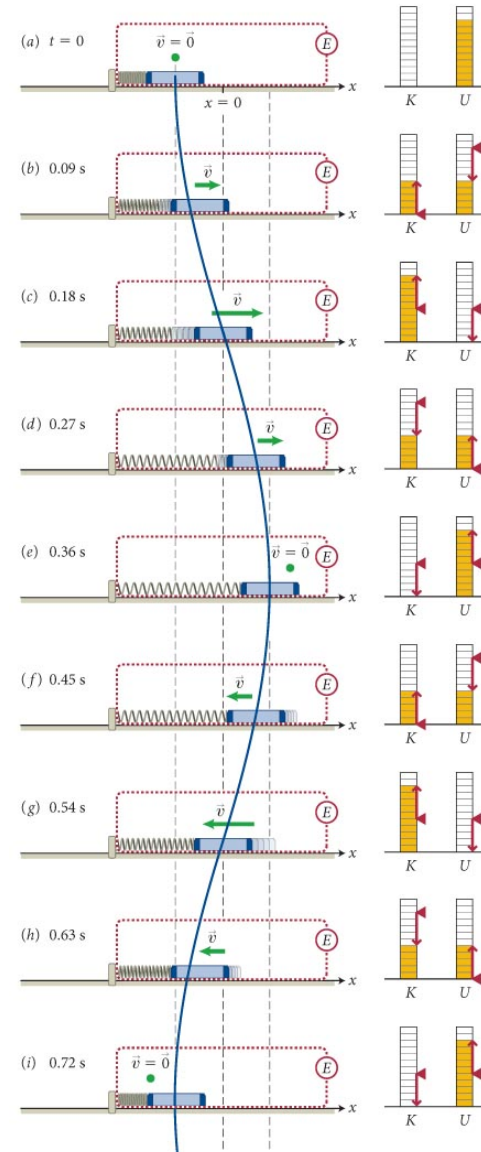 (a) t = 0
v⃗ = 0⃗
E
x
x = 0
K U
(b) 0.09 s
v⃗
E
x
K U
(c) 0.18 s
v⃗
E
x
K U
(d) 0.27 s
v⃗
E
x
K U
(e) 0.36 s
v⃗ = 0⃗
E
x
K U
(f) 0.45 s
v⃗
E
x
K U
(g) 0.54 s
v⃗
E
x
K U
(h) 0.63 s
v⃗
E
x
K U
(i) 0.72 s
v⃗ = 0⃗
E
x
K U